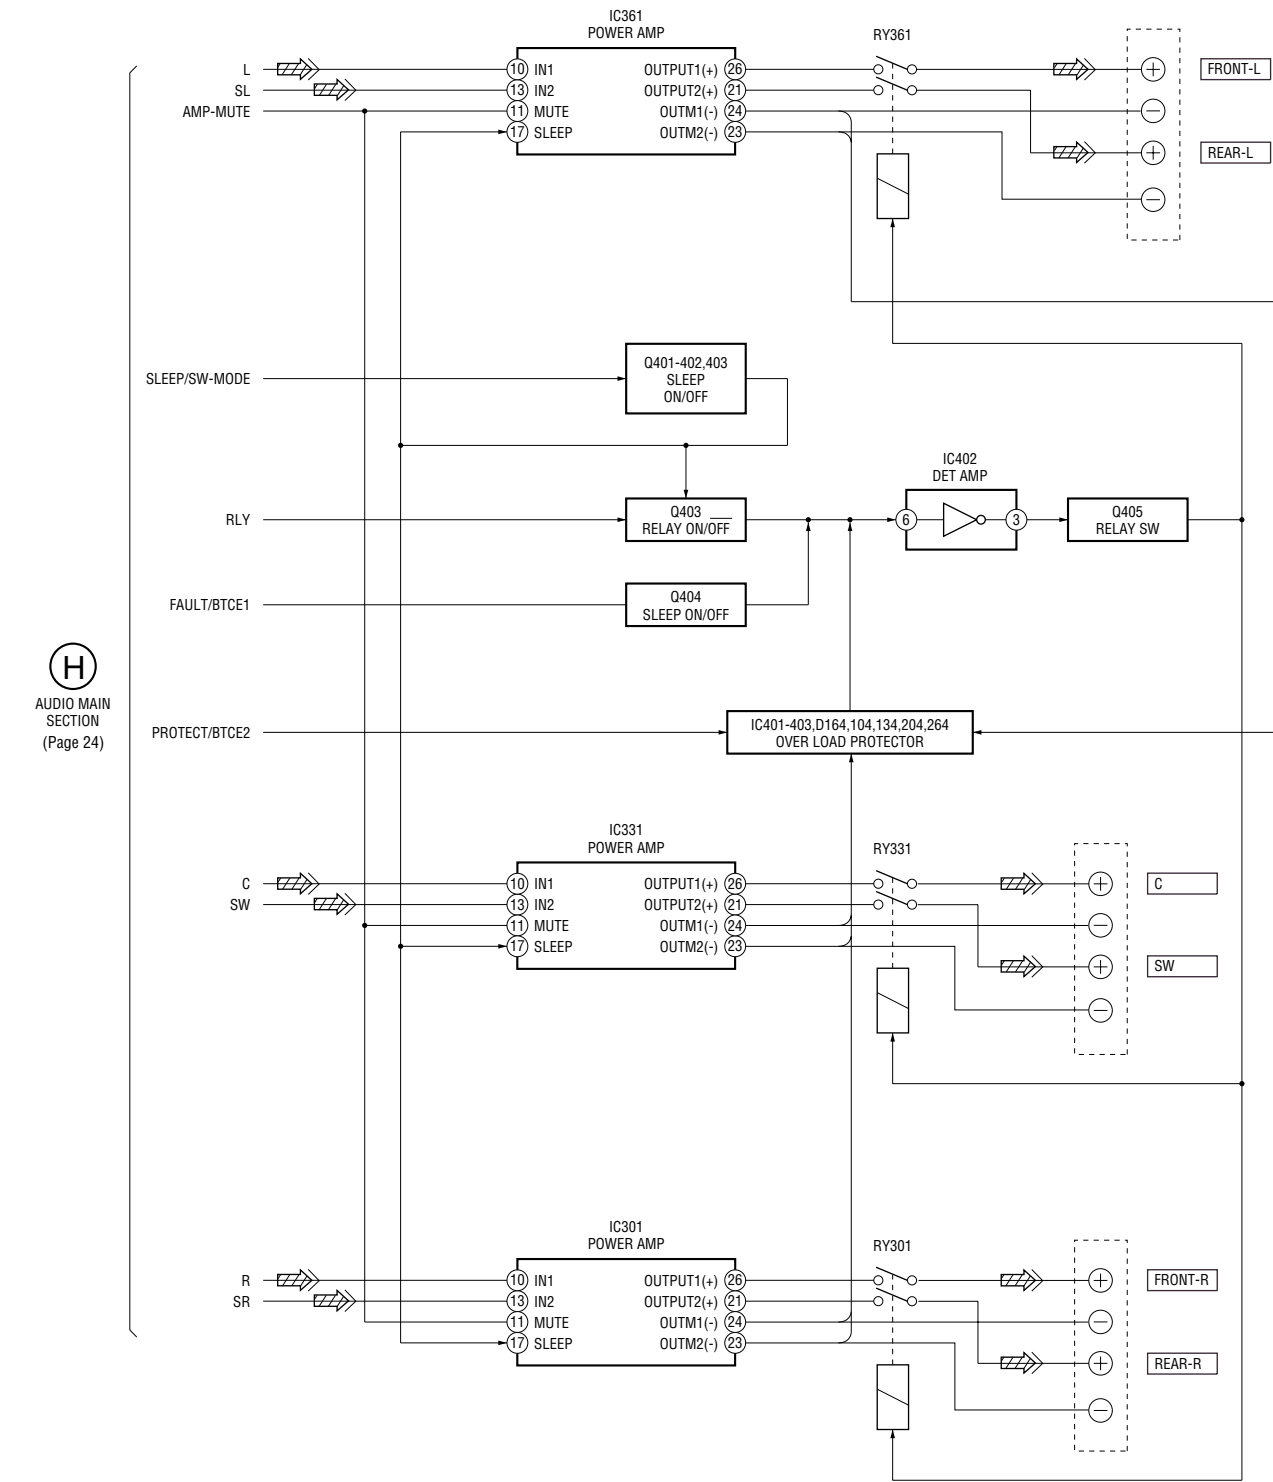 IC361
POWER AMP
RY361
L
10 IN1
OUTPUT1(+) 26
+
FRONT-L
SL
13 IN2
OUTPUT2(+) 21
AMP-MUTE
11 MUTE
OUTM1(-) 24
−
17 SLEEP
OUTM2(-) 23
+
REAR-L
−
SLEEP/SW-MODE
Q401-402,403
SLEEP
ON/OFF
IC402
DET AMP
RLY
Q403
RELAY ON/OFF
6
3
Q405
RELAY SW
FAULT/BTCE1
Q404
SLEEP ON/OFF
H
AUDIO MAIN
SECTION
(Page 24)
PROTECT/BTCE2
IC401-403,D164,104,134,204,264
OVER LOAD PROTECTOR
IC331
POWER AMP
RY331
C
10 IN1
OUTPUT1(+) 26
+
C
SW
13 IN2
OUTPUT2(+) 21
11 MUTE
OUTM1(-) 24
−
17 SLEEP
OUTM2(-) 23
+
SW
−
IC301
POWER AMP
RY301
R
10 IN1
OUTPUT1(+) 26
+
FRONT-R
SR
13 IN2
OUTPUT2(+) 21
11 MUTE
OUTM1(-) 24
−
17 SLEEP
OUTM2(-) 23
+
REAR-R
−